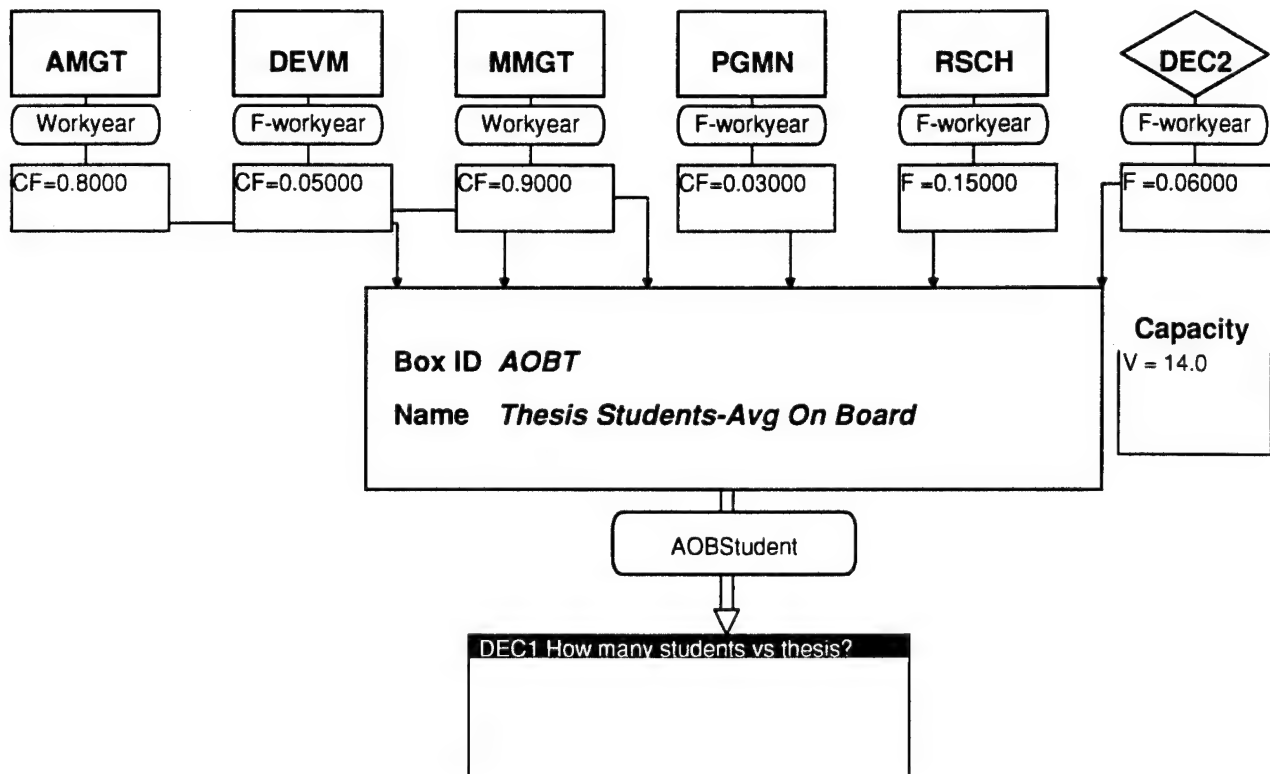 AMGT DEVM MMGT PGMN RSCH DEC2
Workyear F-workyear Workyear F-workyear F-workyear F-workyear
CF=0.8000 CF=0.05000 CF=0.9000 CF=0.03000 F =0.15000 F =0.06000
Capacity
V = 14.0
Box ID AOBT
Name Thesis Students-Avg On Board
AOBStudent
DEC1 How many students vs thesis?